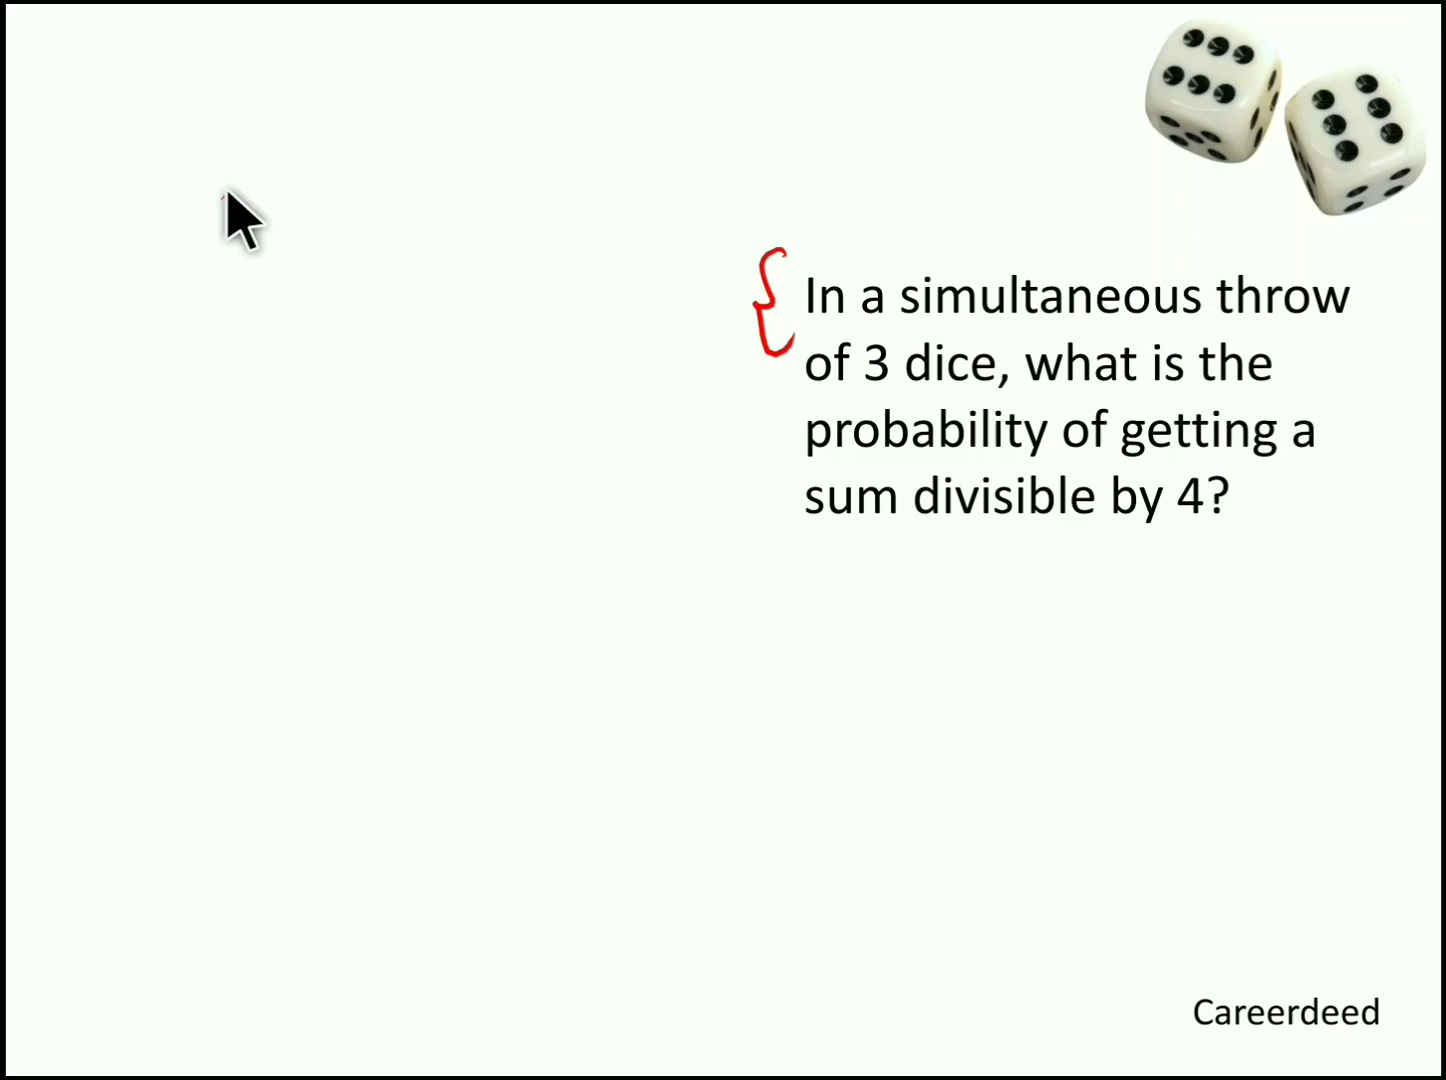 In a simultaneous throw
of 3 dice, what is the
probability of getting a
sum divisible by 4?
Careerdeed